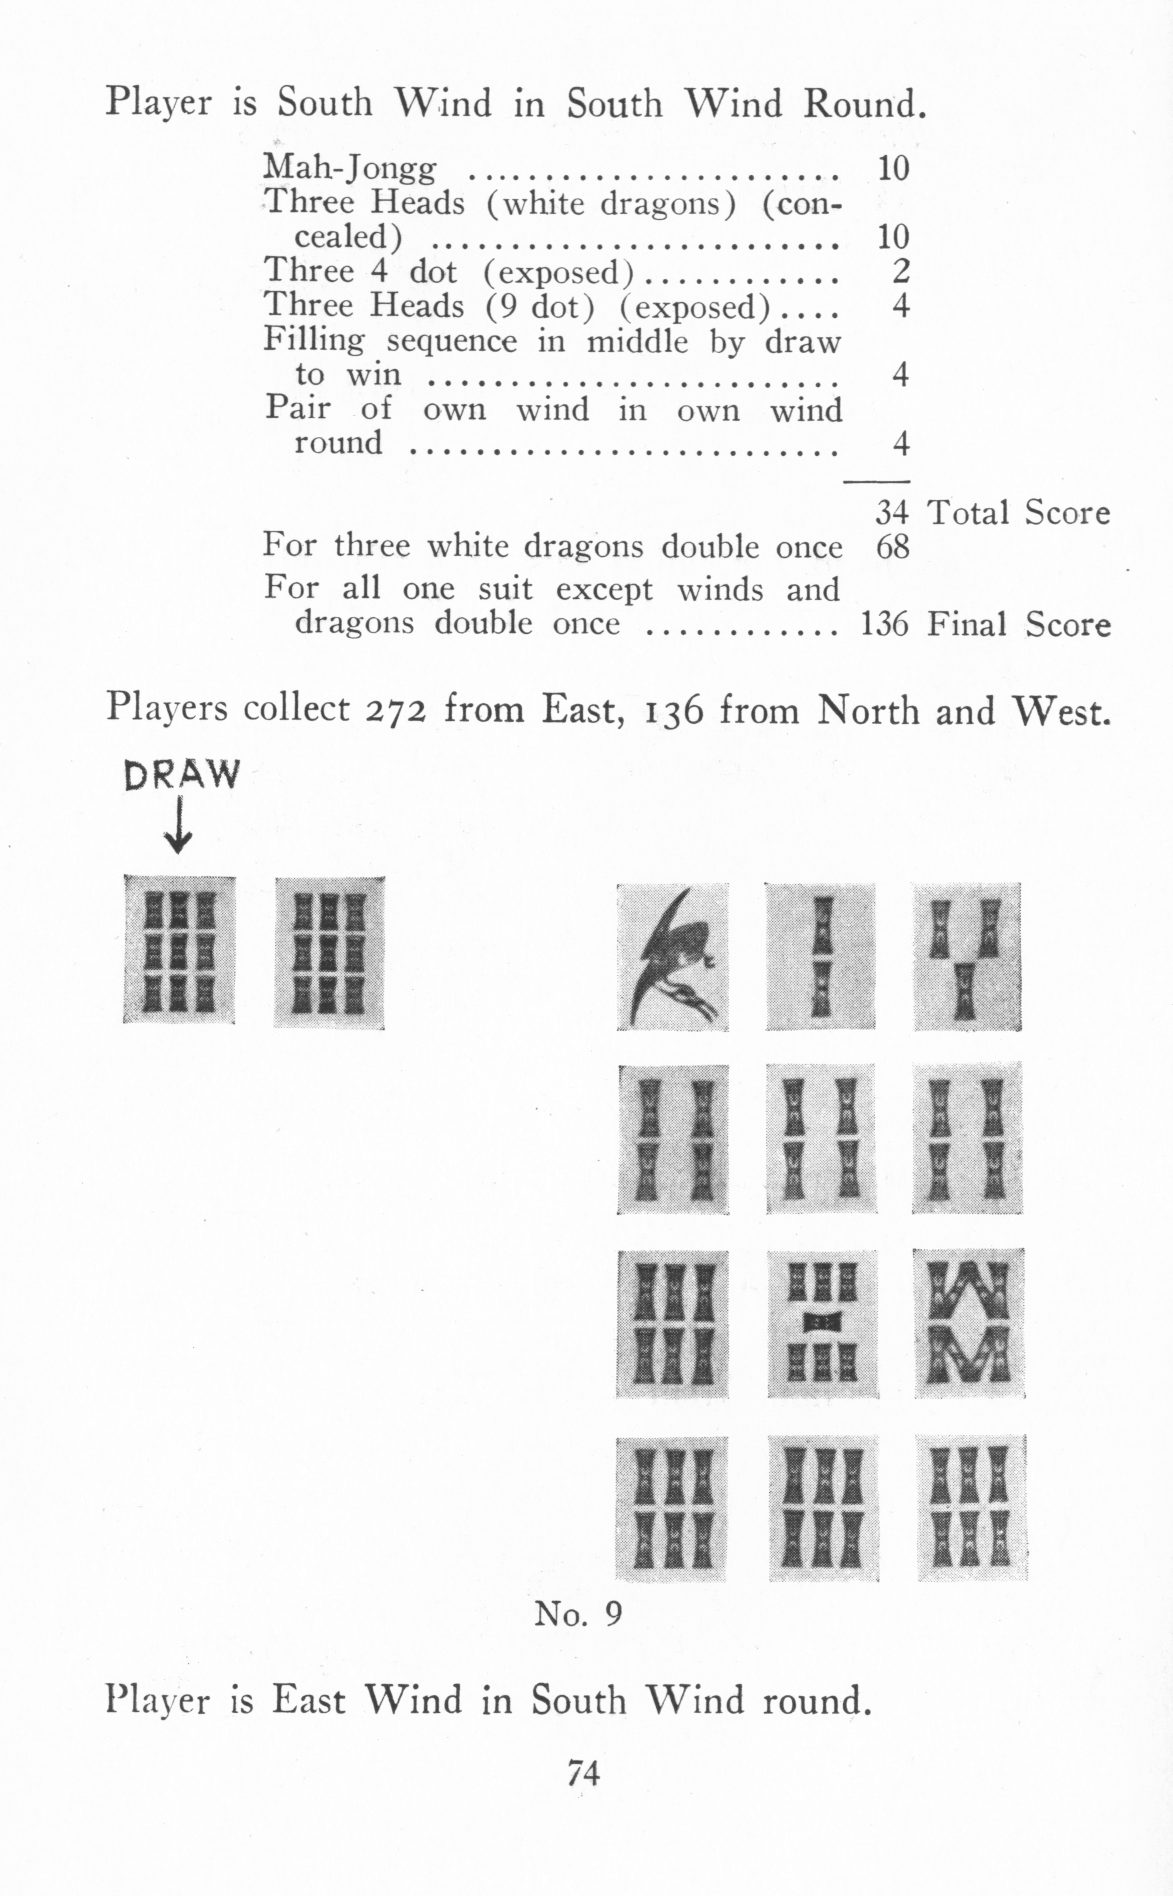 Player is South Wind in South Wind Round.
Mah-Jongg ........................ 10
Three Heads (white dragons) (con-
cealed) .......................... 10
Three 4 dot (exposed) ............ 2
Three Heads (9 dot) (exposed) .... 4
Filling sequence in middle by draw
to win .......................... 4
Pair of own wind in own wind
round .......................... 4
34 Total Score
For three white dragons double once 68
For all one suit except winds and
dragons double once ............ 136 Final Score
Players collect 272 from East, 136 from North and West.
DRAW
No. 9
Player is East Wind in South Wind round.
74